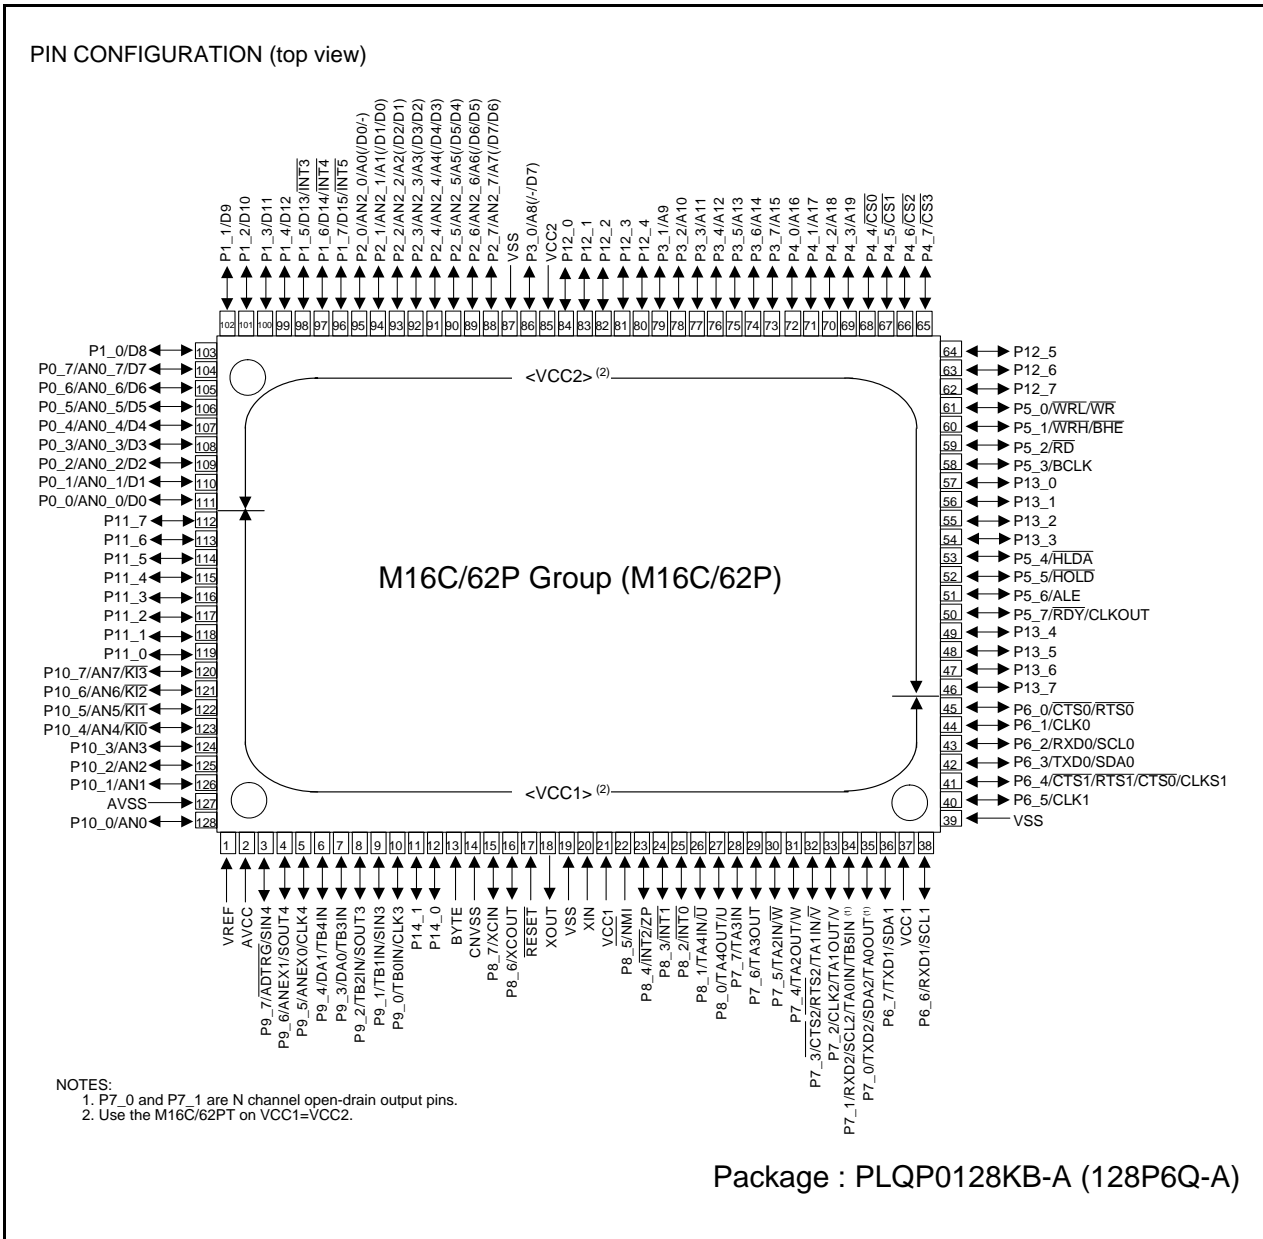 PIN CONFIGURATION (top view)
P1_1/D9
P1_2/D10
P1_3/D11
P1_4/D12
P1_5/D13/INT3
P1_6/D14/INT4
P1_7/D15/INT5
P2_0/AN2_0/A0(/D0/-)
P2_1/AN2_1/A1(/D1/D0)
P2_2/AN2_2/A2(/D2/D1)
P2_3/AN2_3/A3(/D3/D2)
P2_4/AN2_4/A4(/D4/D3)
P2_5/AN2_5/A5(/D5/D4)
P2_6/AN2_6/A6(/D6/D5)
P2_7/AN2_7/A7(/D7/D6)
VSS
P3_0/A8(/-/D7)
VCC2
P12_0
P12_1
P12_2
P12_3
P12_4
P3_1/A9
P3_2/A10
P3_3/A11
P3_4/A12
P3_5/A13
P3_6/A14
P3_7/A15
P4_0/A16
P4_1/A17
P4_2/A18
P4_3/A19
P4_4/CS0
P4_5/CS1
P4_6/CS2
P4_7/CS3
102 101 100 99 98 97 96 95 94 93 92 91 90 89 88 87 86 85 84 83 82 81 80 79 78 77 76 75 74 73 72 71 70 69 68 67 66 65
P1_0/D8 103
P0_7/AN0_7/D7 104
P0_6/AN0_6/D6 105
P0_5/AN0_5/D5 106
P0_4/AN0_4/D4 107
P0_3/AN0_3/D3 108
P0_2/AN0_2/D2 109
P0_1/AN0_1/D1 110
P0_0/AN0_0/D0 111
P11_7 112
P11_6 113
P11_5 114
P11_4 115
P11_3 116
P11_2 117
P11_1 118
P11_0 119
P10_7/AN7/KI3 120
P10_6/AN6/KI2 121
P10_5/AN5/KI1 122
P10_4/AN4/KI0 123
P10_3/AN3 124
P10_2/AN2 125
P10_1/AN1 126
AVSS 127
P10_0/AN0 128
<VCC2> (2)
M16C/62P Group (M16C/62P)
<VCC1> (2)
64 P12_5
63 P12_6
62 P12_7
61 P5_0/WRL/WR
60 P5_1/WRH/BHE
59 P5_2/RD
58 P5_3/BCLK
57 P13_0
56 P13_1
55 P13_2
54 P13_3
53 P5_4/HLDA
52 P5_5/HOLD
51 P5_6/ALE
50 P5_7/RDY/CLKOUT
49 P13_4
48 P13_5
47 P13_6
46 P13_7
45 P6_0/CTS0/RTS0
44 P6_1/CLK0
43 P6_2/RXD0/SCL0
42 P6_3/TXD0/SDA0
41 P6_4/CTS1/RTS1/CTS0/CLKS1
40 P6_5/CLK1
39 VSS
1 2 3 4 5 6 7 8 9 10 11 12 13 14 15 16 17 18 19 20 21 22 23 24 25 26 27 28 29 30 31 32 33 34 35 36 37 38
VREF
AVCC
P9_7/ADTRG/SIN4
P9_6/ANEX1/SOUT4
P9_5/ANEX0/CLK4
P9_4/DA1/TB4IN
P9_3/DA0/TB3IN
P9_2/TB2IN/SOUT3
P9_1/TB1IN/SIN3
P9_0/TB0IN/CLK3
P14_1
P14_0
BYTE
CNVSS
P8_7/XCIN
P8_6/XCOUT
RESET
XOUT
VSS
XIN
VCC1
P8_5/NMI
P8_4/INT2/ZP
P8_3/INT1
P8_2/INT0
P8_1/TA4IN/U
P8_0/TA4OUT/U
P7_7/TA3IN
P7_6/TA3OUT
P7_5/TA2IN/W
P7_4/TA2OUT/W
P7_3/CTS2/RTS2/TA1IN/V
P7_2/CLK2/TA1OUT/V
P7_1/RXD2/SCL2/TA0IN/TB5IN (1)
P7_0/TXD2/SDA2/TA0OUT(1)
P6_7/TXD1/SDA1
VCC1
P6_6/RXD1/SCL1
NOTES:
1. P7_0 and P7_1 are N channel open-drain output pins.
2. Use the M16C/62PT on VCC1=VCC2.
Package : PLQP0128KB-A (128P6Q-A)